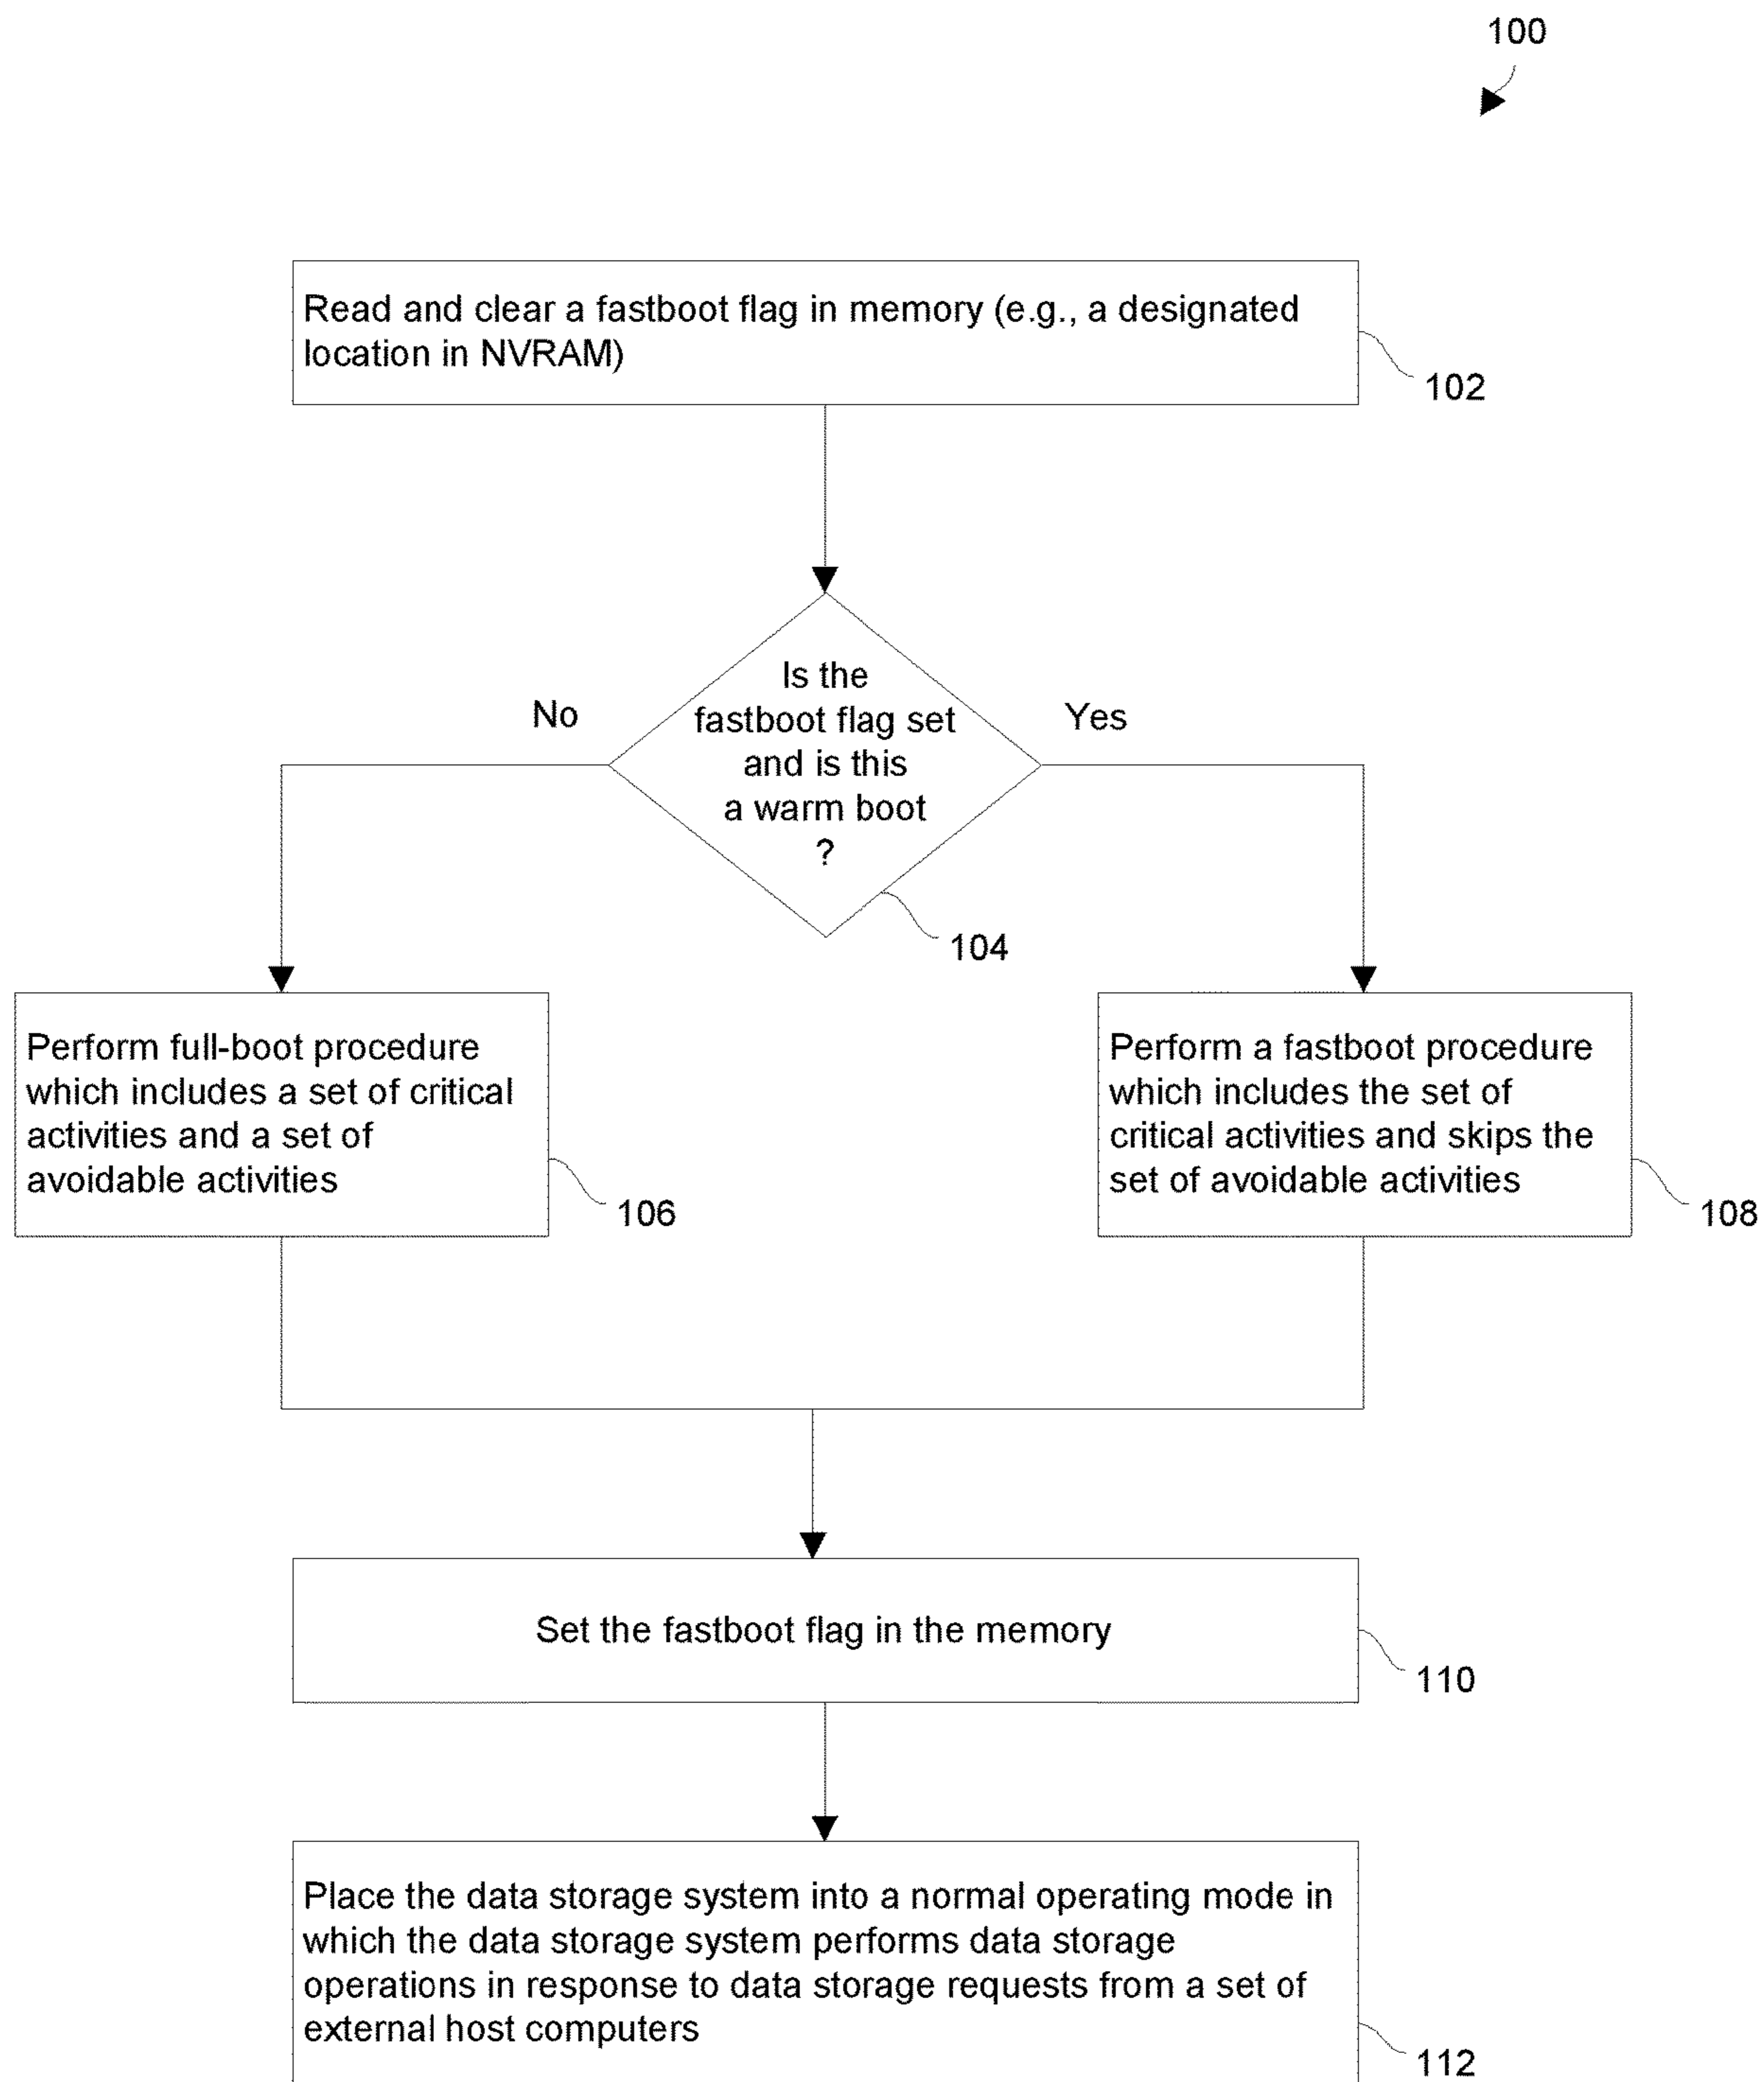 100
Read and clear a fastboot flag in memory (e.g., a designated
location in NVRAM)
102
Is the
fastboot flag set
and is this
a warm boot
?
No
Yes
104
Perform full-boot procedure
which includes a set of critical
activities and a set of
avoidable activities
106
Perform a fastboot procedure
which includes the set of
critical activities and skips the
set of avoidable activities
108
Set the fastboot flag in the memory
110
Place the data storage system into a normal operating mode in
which the data storage system performs data storage
operations in response to data storage requests from a set of
external host computers
112